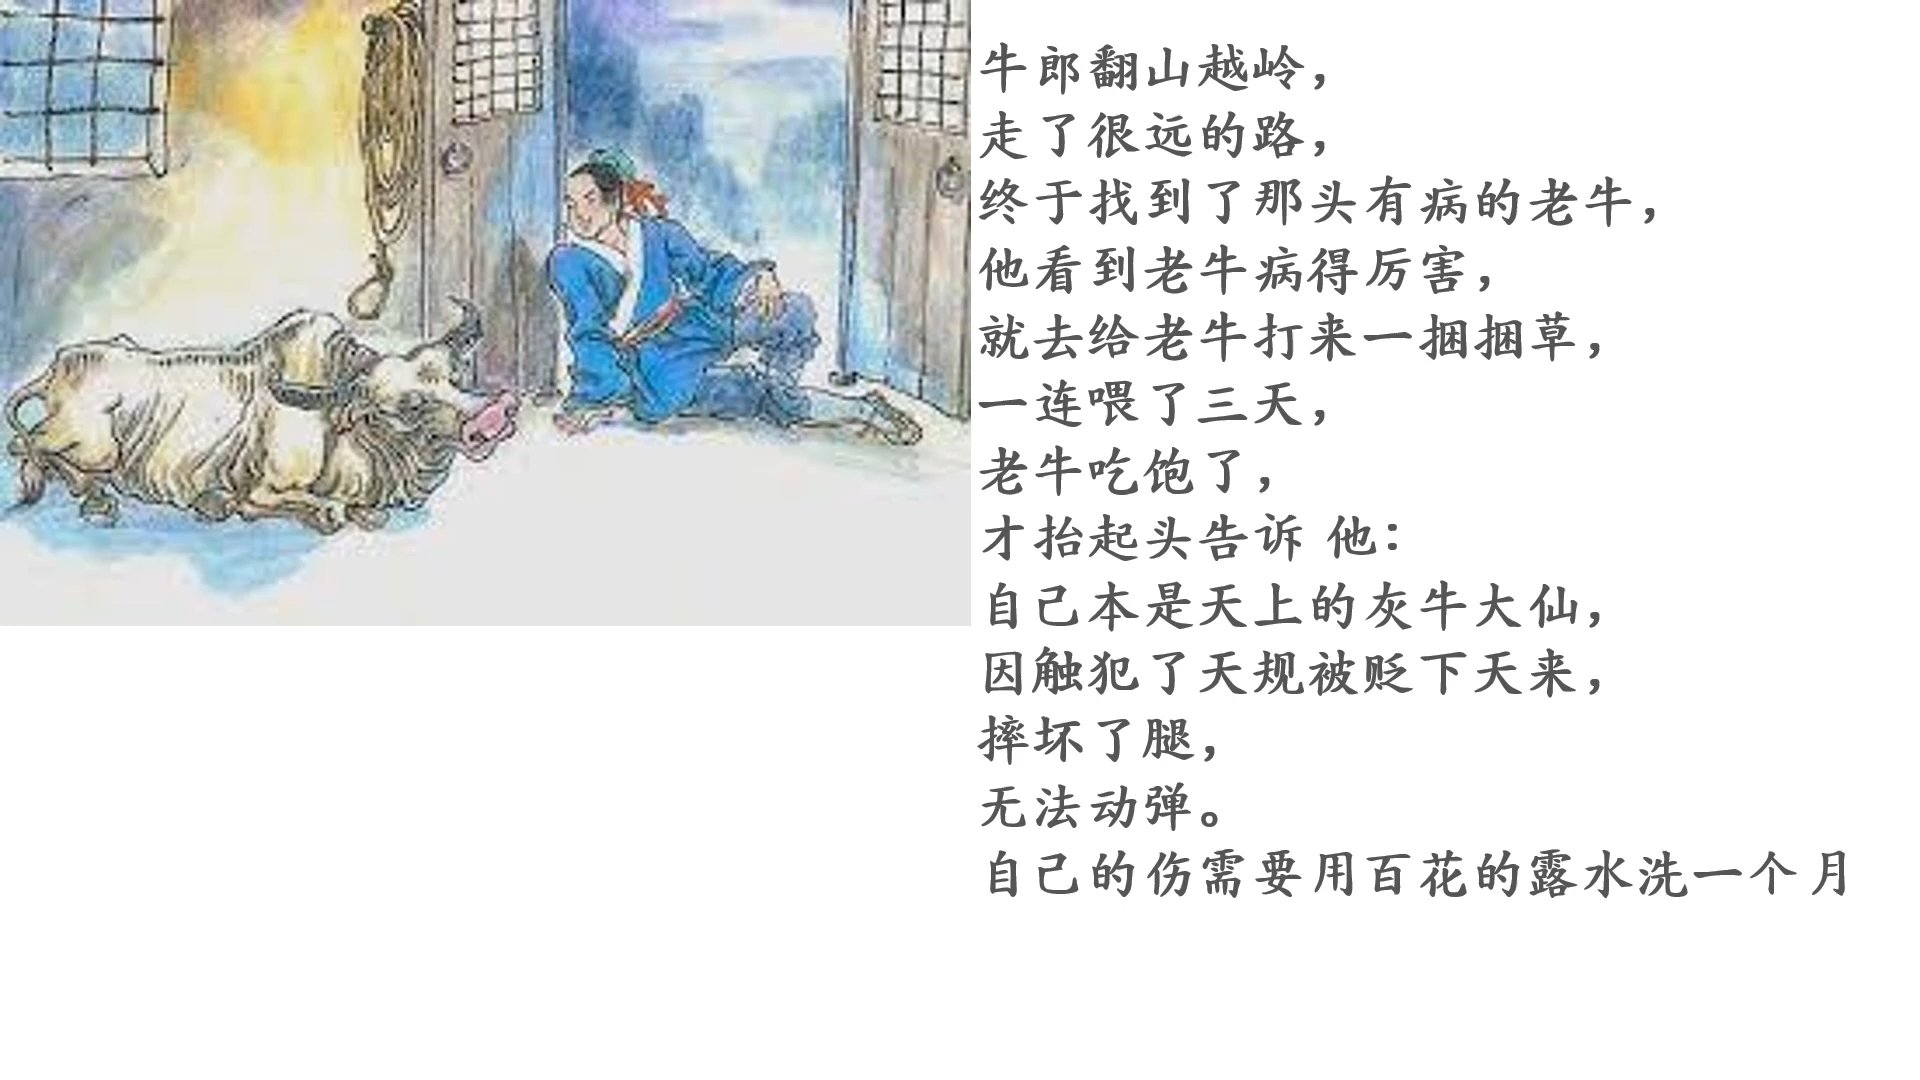 牛郎翻山越岭，
走了很远的路，
终于找到了那头有病的老牛，
他看到老牛病得厉害，
就去给老牛打来一捆捆草，
一连喂了三天，
老牛吃饱了，
才抬起头告诉 他：
自己本是天上的灰牛大仙，
因触犯了天规被贬下天来，
摔坏了腿，
无法动弹。
自己的伤需要用百花的露水洗一个月